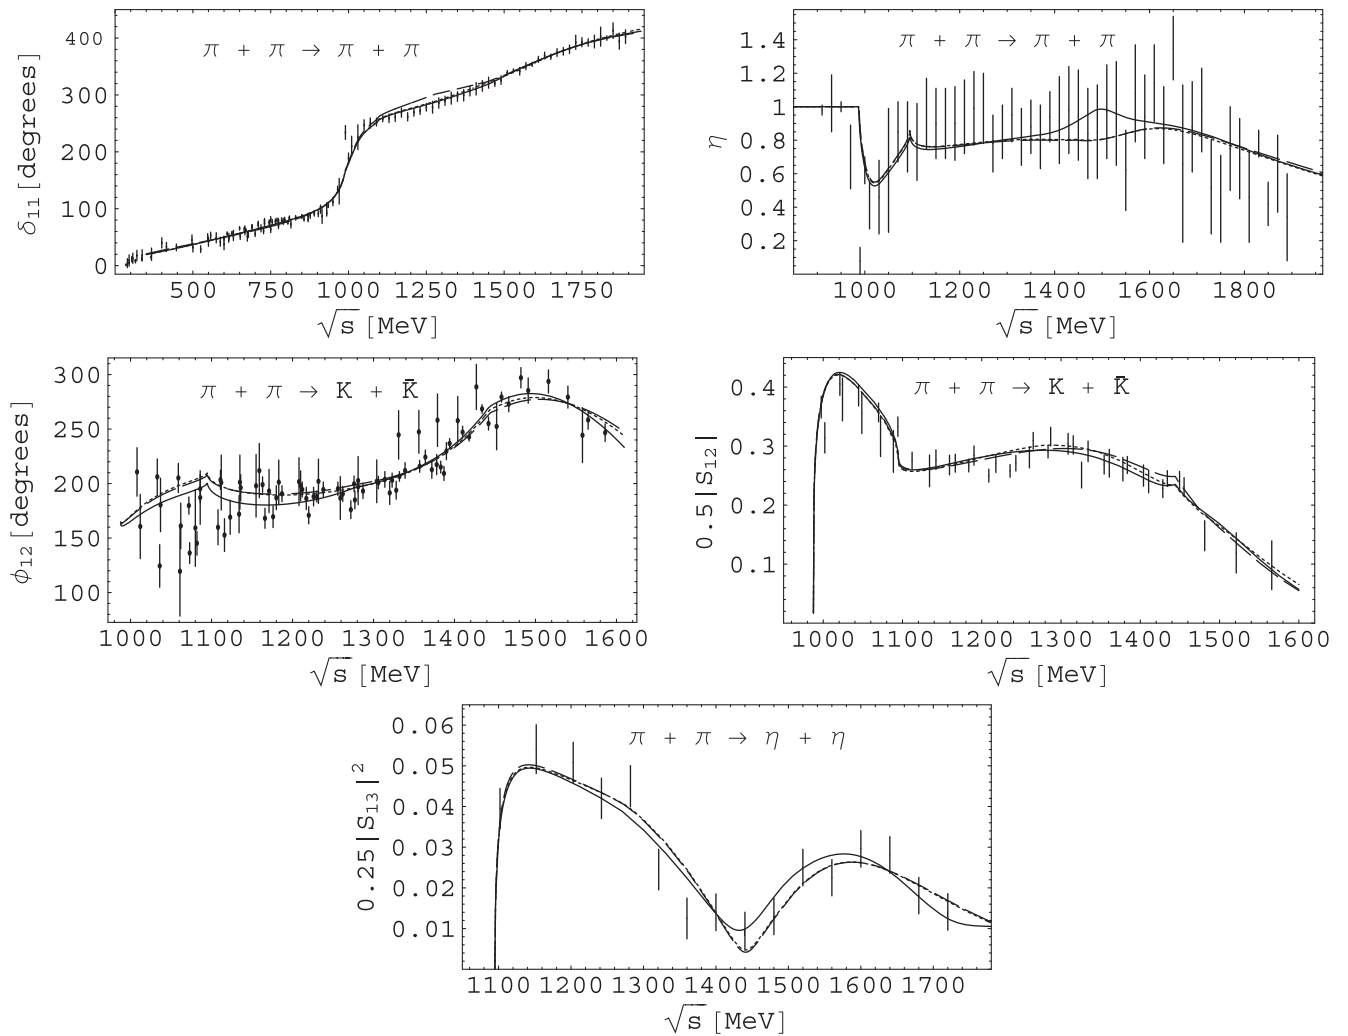 π + π → π + π
δ₁₁[degrees]
400
300
200
100
0
500 750 1000 1250 1500 1750
√s [MeV]
π + π → π + π
η
1.4
1.2
1
0.8
0.6
0.4
0.2
1000 1200 1400 1600 1800
√s [MeV]
π + π → K + K̄
φ₁₂[degrees]
300
250
200
150
100
1000 1100 1200 1300 1400 1500 1600
√s [MeV]
π + π → K + K̄
0.5|S₁₂|
0.4
0.3
0.2
0.1
1000 1100 1200 1300 1400 1500 1600
√s [MeV]
π + π → η + η
0.25|S₁₃|²
0.06
0.05
0.04
0.03
0.02
0.01
1100 1200 1300 1400 1500 1600 1700
√s [MeV]